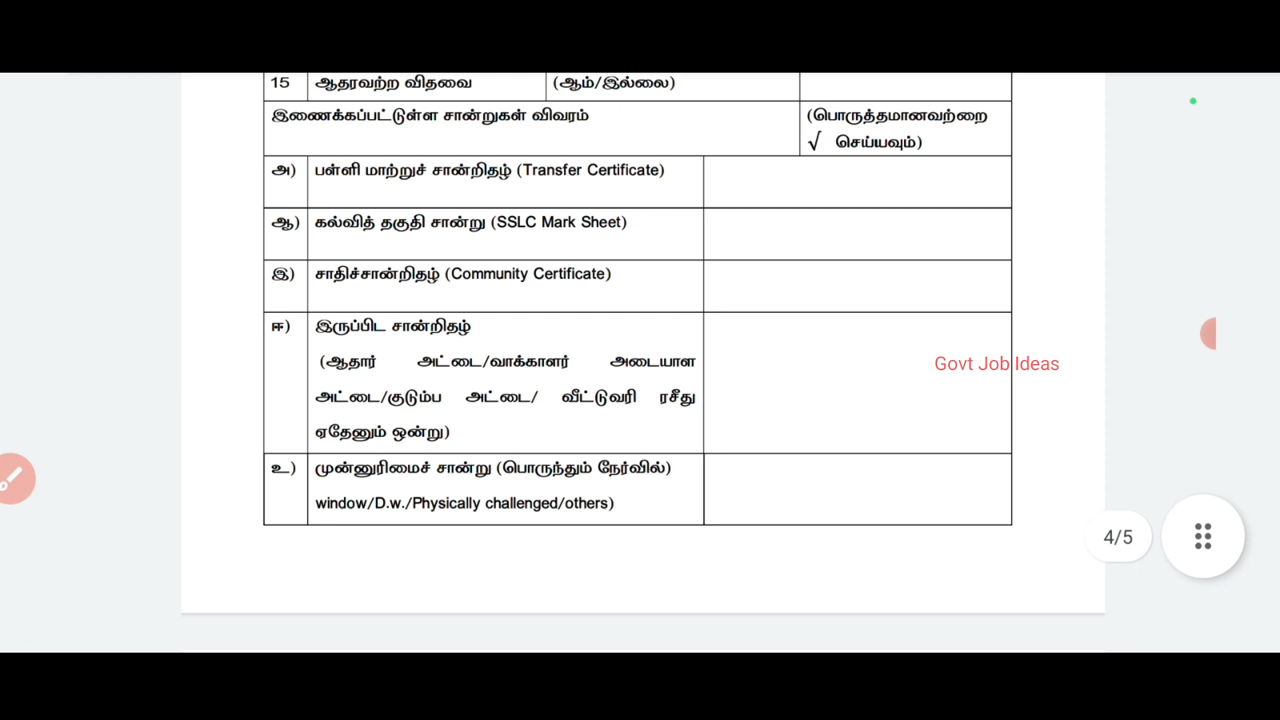 15 ஆதரவற்ற விதவை (ஆம்/இல்லை)
இணைக்கப்பட்டுள்ள சான்றுகள் விவரம் (பொருத்தமானவற்றை
√ செய்யவும்)
அ) பள்ளி மாற்றுச் சான்றிதழ் (Transfer Certificate)
ஆ) கல்வித் தகுதி சான்று (SSLC Mark Sheet)
இ) சாதிச்சான்றிதழ் (Community Certificate)
ஈ) இருப்பிட சான்றிதழ்
(ஆதார் அட்டை/வாக்காளர் அடையாள
Govt Job Ideas
அட்டை/குடும்ப அட்டை/ வீட்டுவரி ரசீது
ஏதேனும் ஒன்று)
உ) முன்னுரிமைச் சான்று (பொருந்தும் நேர்வில்)
window/D.w./Physically challenged/others)
4/5